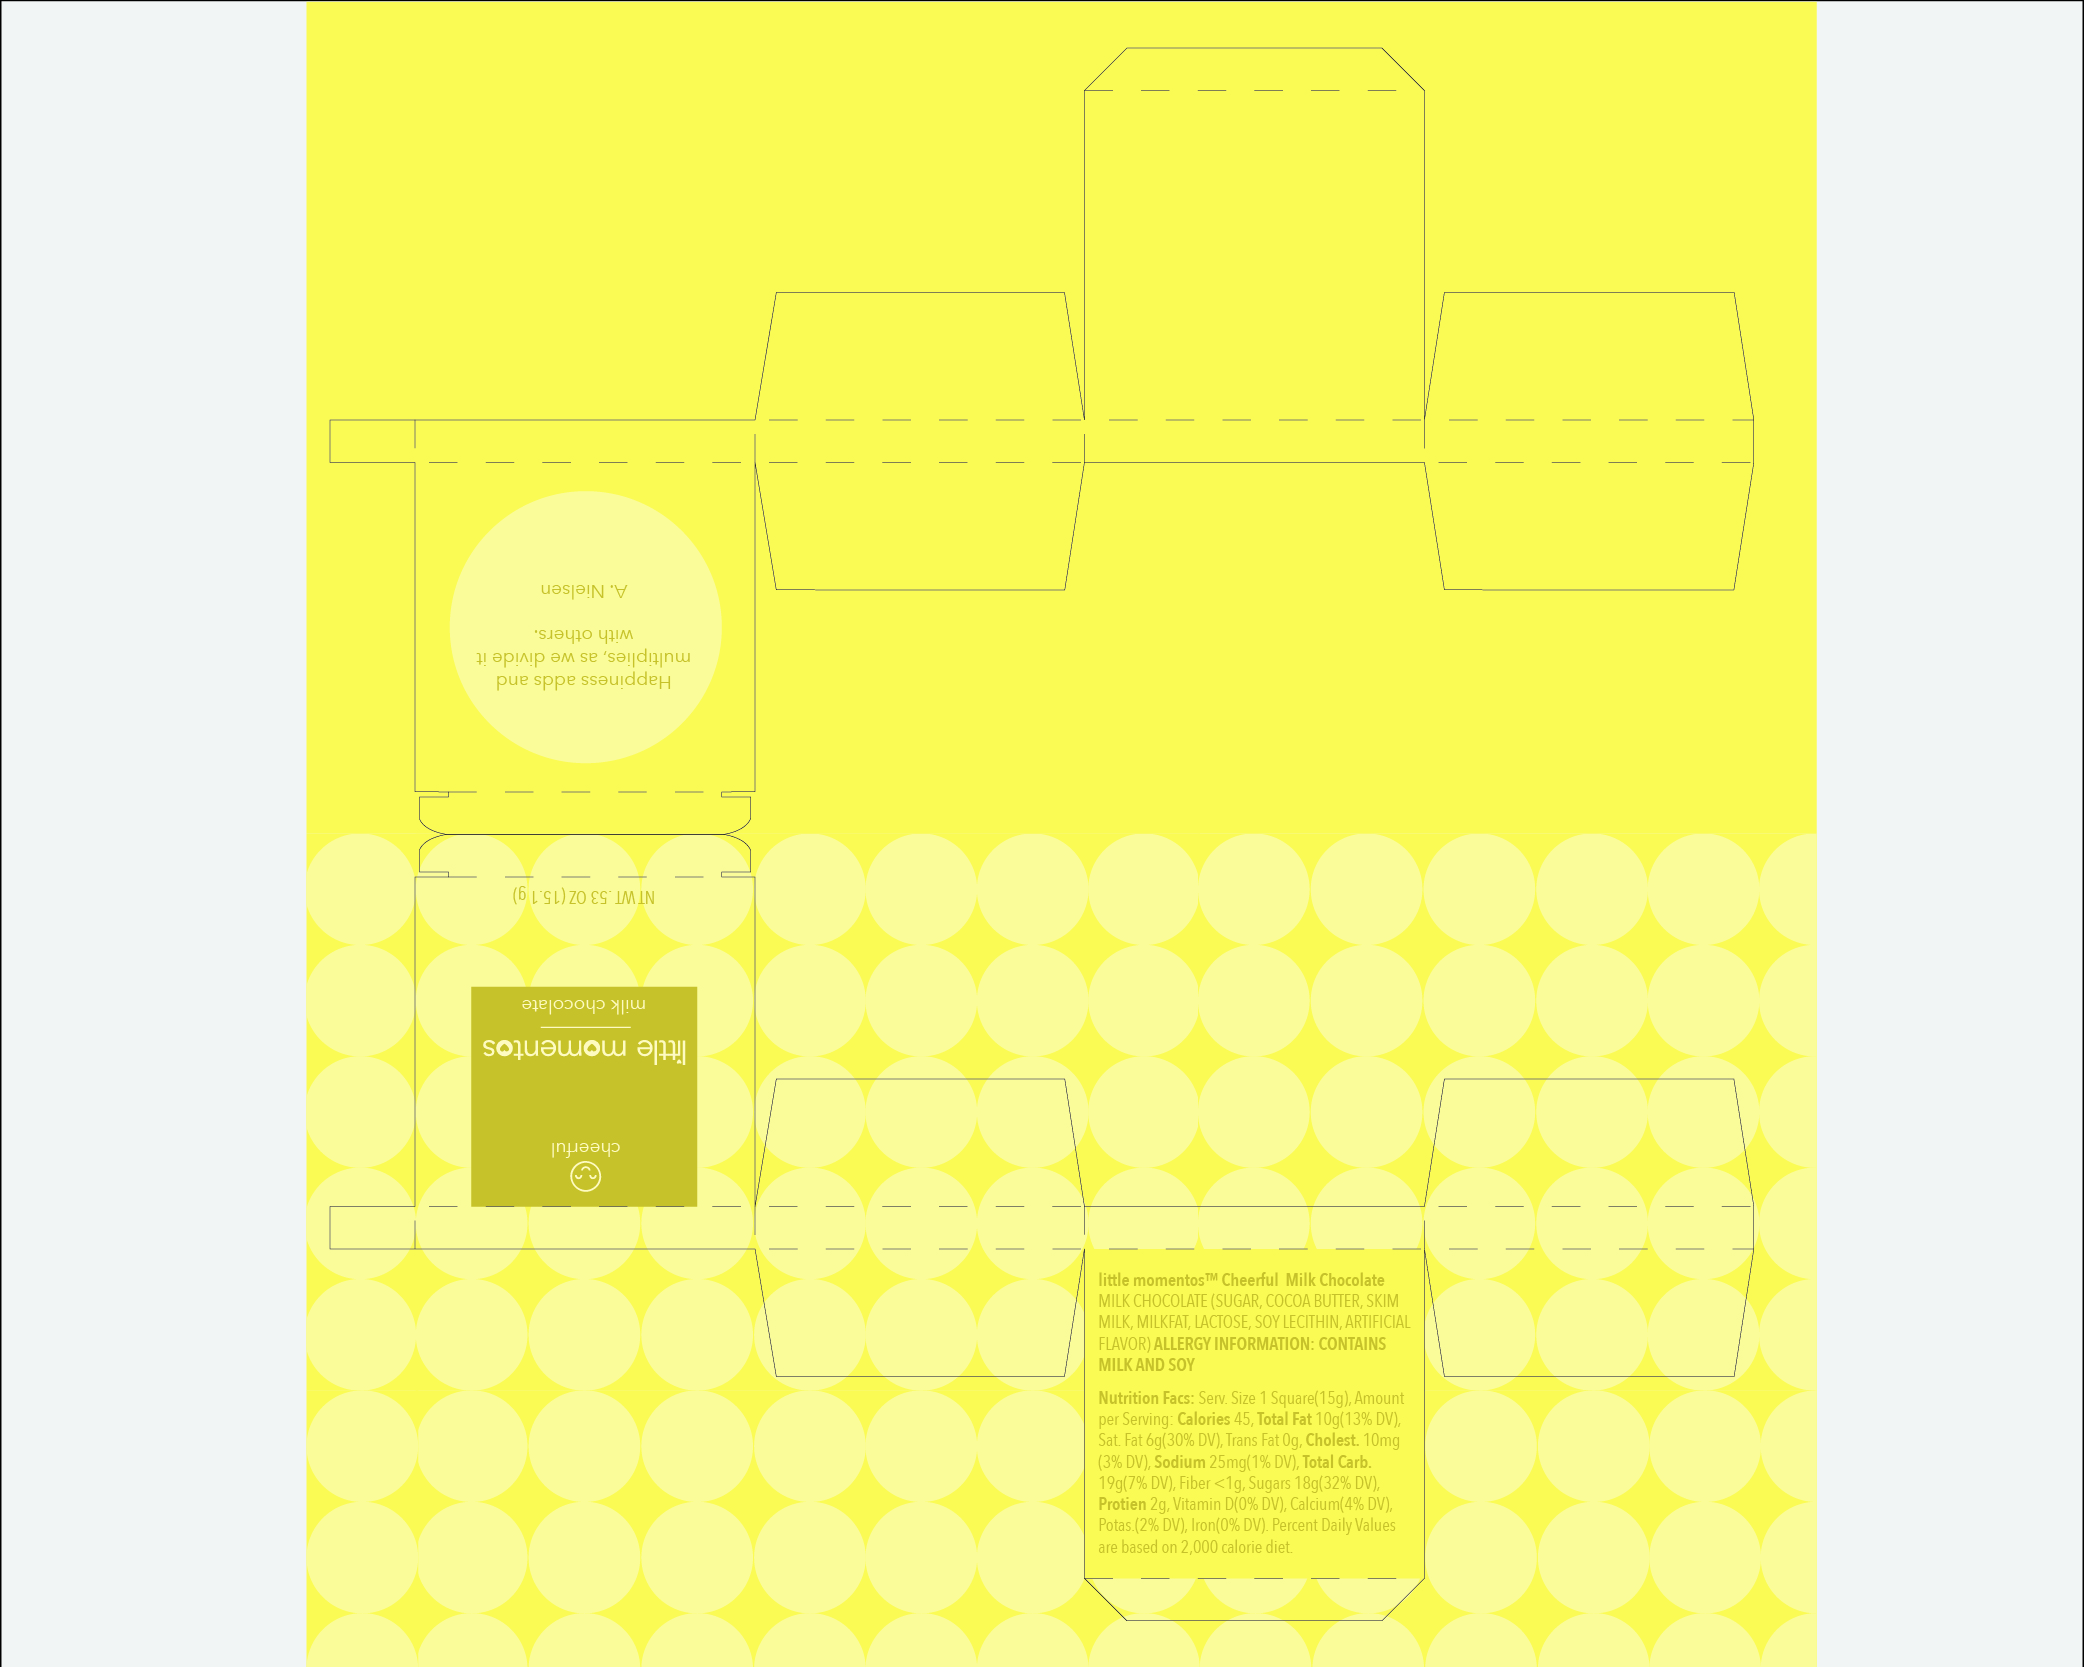 Happiness adds and
multiplies, as we divide it
with others.
A. Nielsen
cheerful
little momentos
milk chocolate
NTWT .53 OZ (15.1 g)
little momentos™ Cheerful Milk Chocolate
MILK CHOCOLATE (SUGAR, COCOA BUTTER, SKIM
MILK, MILKFAT, LACTOSE, SOY LECITHIN, ARTIFICIAL
FLAVOR) ALLERGY INFORMATION: CONTAINS
MILK AND SOY
Nutrition Facs: Serv. Size 1 Square(15g), Amount
per Serving: Calories 45, Total Fat 10g(13% DV),
Sat. Fat 6g(30% DV), Trans Fat 0g, Cholest. 10mg
(3% DV), Sodium 25mg(1% DV), Total Carb.
19g(7% DV), Fiber <1g, Sugars 18g(32% DV),
Protien 2g, Vitamin D(0% DV), Calcium(4% DV),
Potas.(2% DV), Iron(0% DV). Percent Daily Values
are based on 2,000 calorie diet.